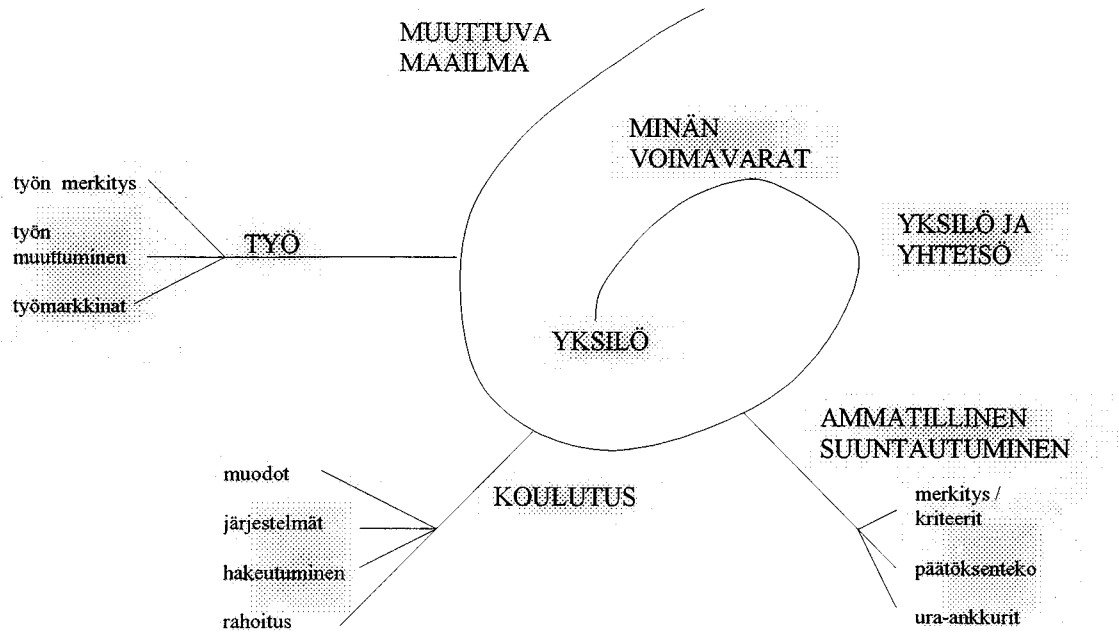 MUUTTUVA
MAAILMA
MINÄN
VOIMAVARAT
YKSILÖ JA
YHTEISÖ
YKSILÖ
TYÖ
työn merkitys
työn
muuttuminen
työmarkkinat
AMMATILLINEN
SUUNTAUTUMINEN
merkitys /
kriteerit
päätöksenteko
ura-ankkurit
KOULUTUS
muodot
järjestelmät
hakeutuminen
rahoitus